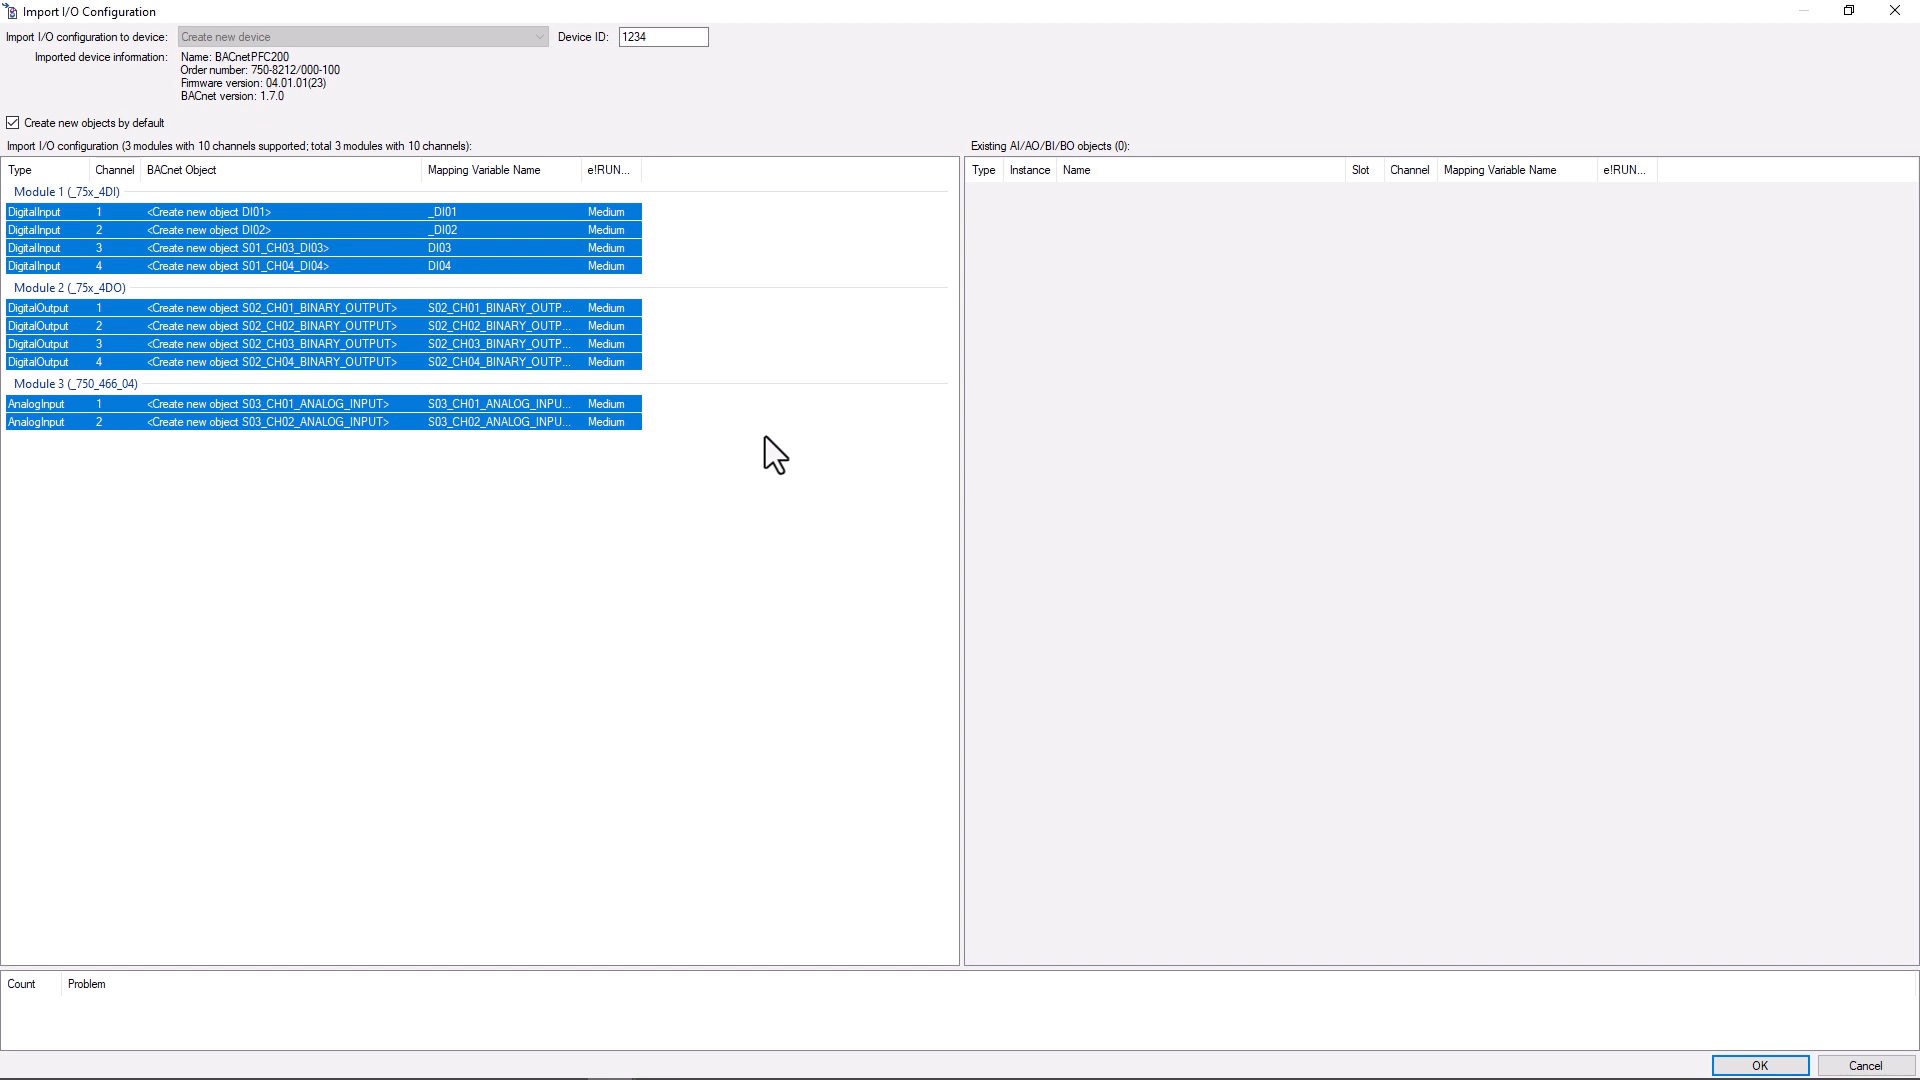 Import I/O Configuration
Import I/O configuration to device: Create new device Device ID: 1234
Imported device information: Name: BACnetPFC200
Order number: 750-8212/000-100
Firmware version: 04.01.01(23)
BACnet version: 1.7.0
Create new objects by default
Import I/O configuration (3 modules with 10 channels supported; total 3 modules with 10 channels):
Type Channel BACnet Object Mapping Variable Name e!RUN...
Module 1 (_75x_4DI)
DigitalInput 1 <Create new object DI01> _DI01 Medium
DigitalInput 2 <Create new object DI02> _DI02 Medium
DigitalInput 3 <Create new object S01_CH03_DI03> DI03 Medium
DigitalInput 4 <Create new object S01_CH04_DI04> DI04 Medium
Module 2 (_75x_4DO)
DigitalOutput 1 <Create new object S02_CH01_BINARY_OUTPUT> S02_CH01_BINARY_OUTP... Medium
DigitalOutput 2 <Create new object S02_CH02_BINARY_OUTPUT> S02_CH02_BINARY_OUTP... Medium
DigitalOutput 3 <Create new object S02_CH03_BINARY_OUTPUT> S02_CH03_BINARY_OUTP... Medium
DigitalOutput 4 <Create new object S02_CH04_BINARY_OUTPUT> S02_CH04_BINARY_OUTP... Medium
Module 3 (_750_466_04)
AnalogInput 1 <Create new object S03_CH01_ANALOG_INPUT> S03_CH01_ANALOG_INPU... Medium
AnalogInput 2 <Create new object S03_CH02_ANALOG_INPUT> S03_CH02_ANALOG_INPU... Medium
Existing AI/AO/BI/BO objects (0):
Type Instance Name Slot Channel Mapping Variable Name e!RUN...
Count Problem
OK Cancel